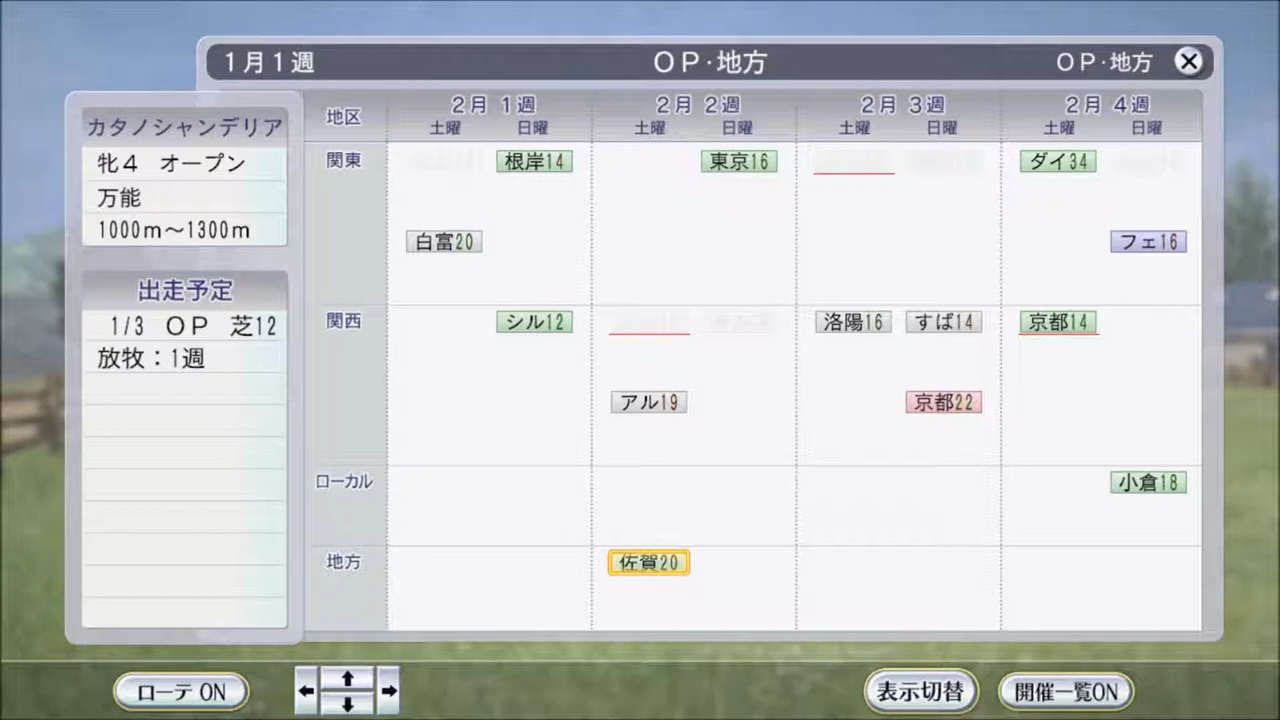 1月1週 OP・地方 OP・地方
カタノシャンデリア
牝4 オープン
万能
1000m～1300m
出走予定
1/3 OP 芝12
放牧：1週
地区 2月 1週 2月 2週 2月 3週 2月 4週
土曜 日曜 土曜 日曜 土曜 日曜 土曜 日曜
関東 根岸14 東京16 ダイ34
白富20 フェ16
関西 シル12 洛陽16 すば14 京都14
アル19 京都22
ローカル 小倉18
地方 佐賀20
ローテ ON 表示切替 開催一覧ON